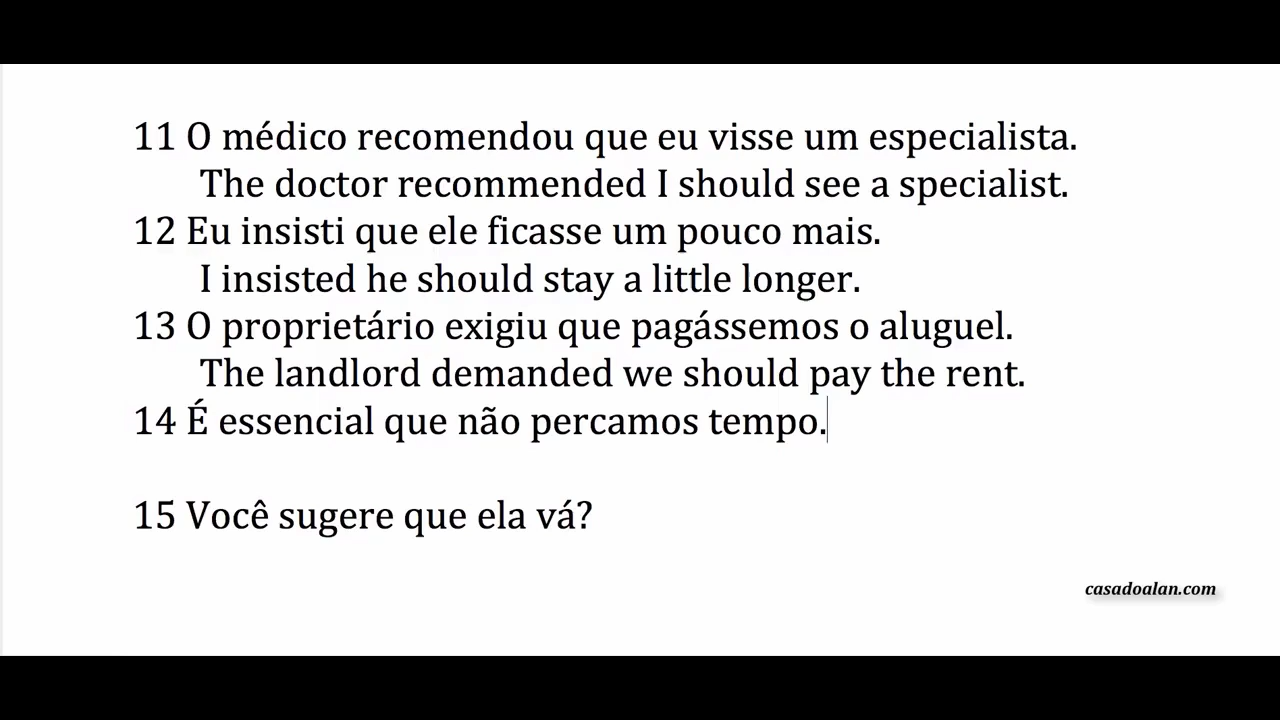 11 O médico recomendou que eu visse um especialista.
The doctor recommended I should see a specialist.
12 Eu insisti que ele ficasse um pouco mais.
I insisted he should stay a little longer.
13 O proprietário exigiu que pagássemos o aluguel.
The landlord demanded we should pay the rent.
14 É essencial que não percamos tempo.
15 Você sugere que ela vá?
casadoalan.com